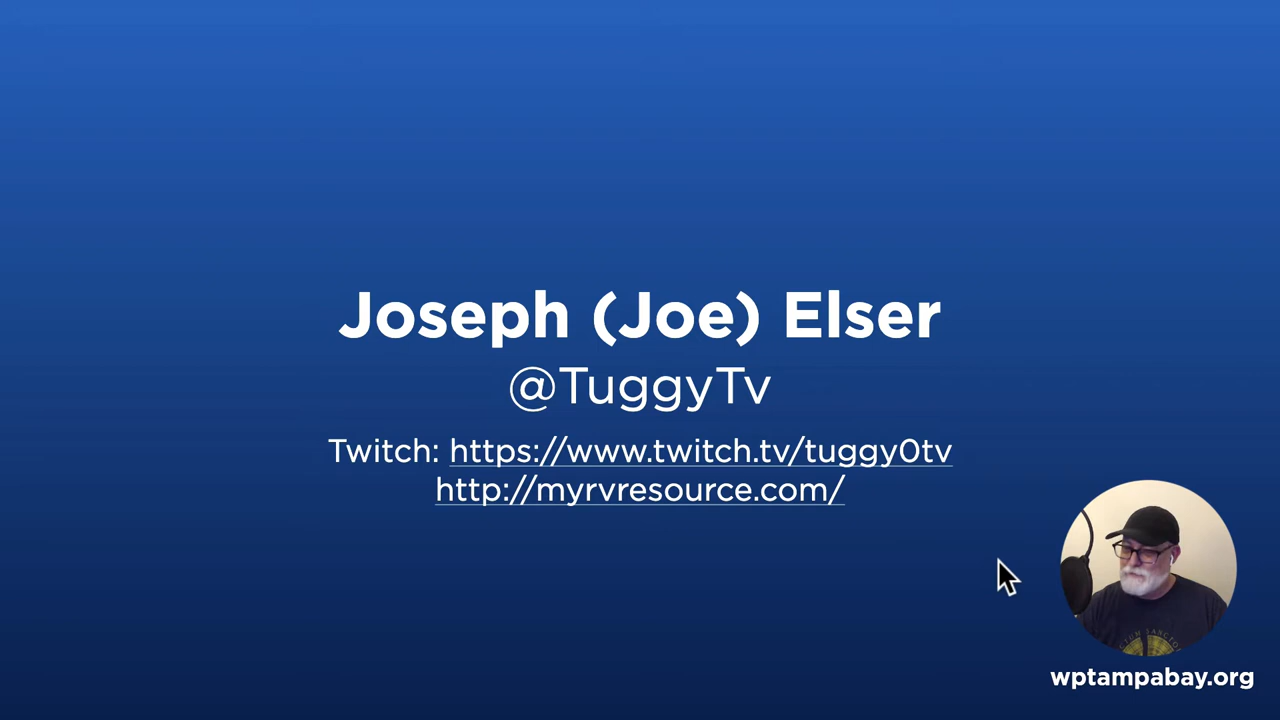 Joseph (Joe) Elser
@TuggyTv
Twitch: https://www.twitch.tv/tuggy0tv
http://myrvresource.com/
wptampabay.org